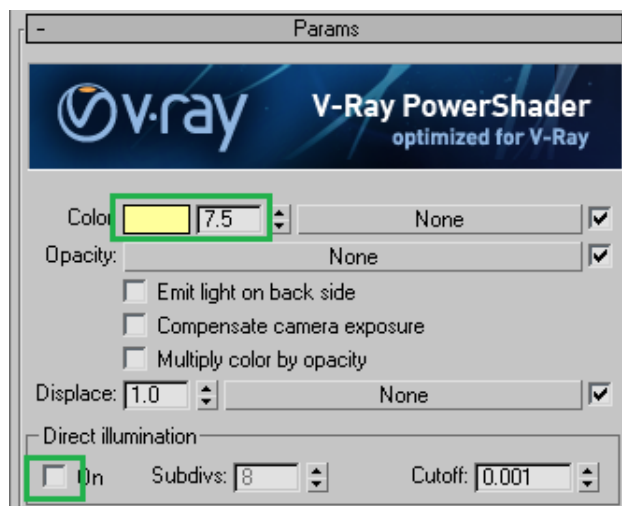 - Params
v·ray V-Ray PowerShader
optimized for V-Ray
Color 7.5 None
Opacity: None
Emit light on back side
Compensate camera exposure
Multiply color by opacity
Displace: 1.0 None
Direct illumination
On Subdivs: 8 Cutoff: 0.001